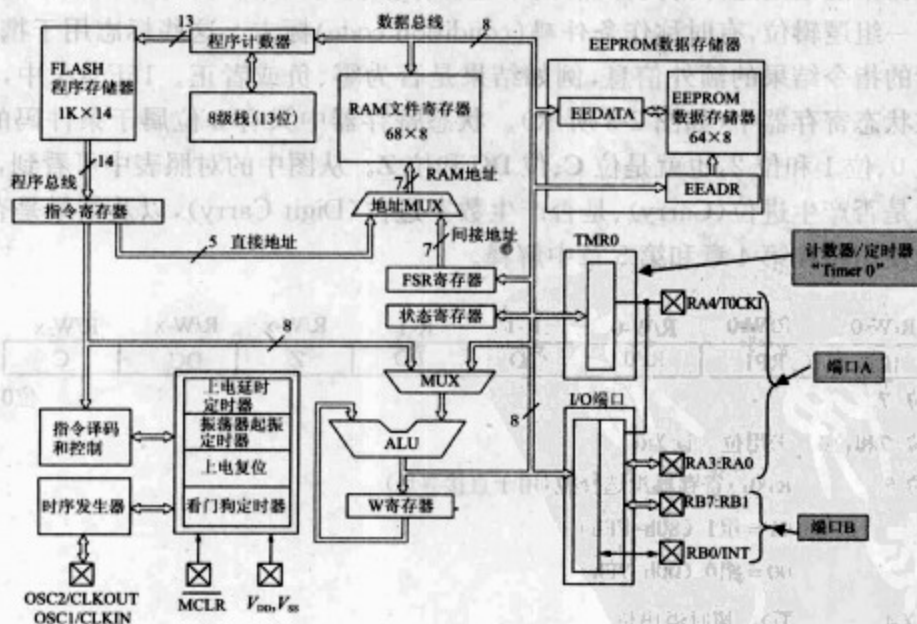 13
数据总线
8
程序计数器
EEPROM数据存储器
FLASH
程序存储器
1K×14
8级栈(13位)
RAM文件寄存器
68×8
EEDATA
EEPROM
数据存储器
64×8
EEADR
14
程序总线
7
RAM地址
指令寄存器
地址MUX
5
直接地址
7
间接地址
TMR0
计数器/定时器
“Timer 0”
FSR寄存器
RA4/T0CKI
状态寄存器
8
MUX
端口A
上电延时
定时器
8
I/O端口
指令译码
和控制
振荡器起振
定时器
ALU
上电复位
RA3:RA0
时序发生器
看门狗定时器
W寄存器
RB7:RB1
端口B
RB0/INT
OSC2/CLKOUT
OSC1/CLKIN
MCLR
VDD,VSS